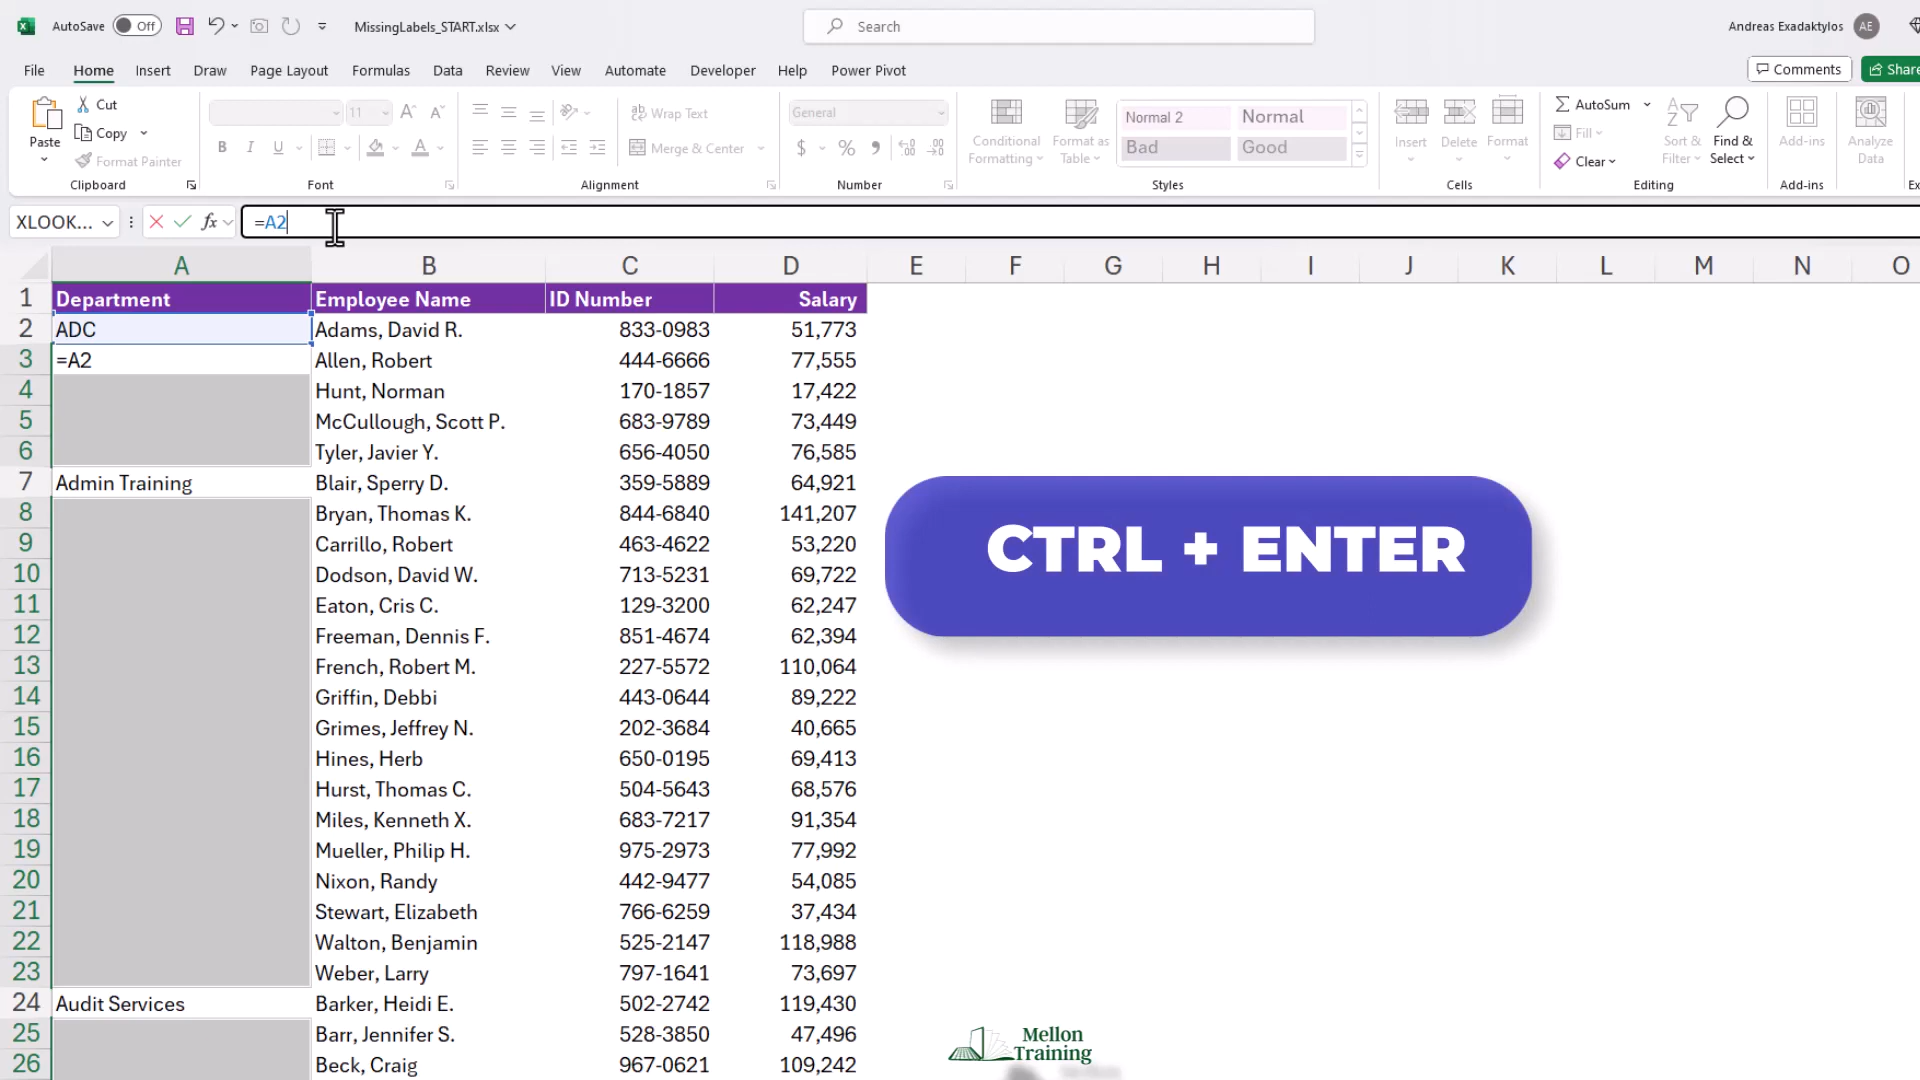 AutoSave Off MissingLabels_START.xlsx Search Andreas Exadaktylos AE
File Home Insert Draw Page Layout Formulas Data Review View Automate Developer Help Power Pivot Comments Share
Paste Cut Copy Format Painter Clipboard
11 B I U Font
Wrap Text Merge & Center Alignment
General $ % Number
Conditional Formatting Format as Table Normal 2 Normal Bad Good Styles
Insert Delete Format Cells
AutoSum Fill Clear Sort & Filter Find & Select Editing
Add-ins Add-ins
Analyze Data
XLOOK... fx =A2
A B C D E F G H I J K L M N O
1 Department Employee Name ID Number Salary
2 ADC Adams, David R. 833-0983 51,773
3 =A2 Allen, Robert 444-6666 77,555
4 Hunt, Norman 170-1857 17,422
5 McCullough, Scott P. 683-9789 73,449
6 Tyler, Javier Y. 656-4050 76,585
7 Admin Training Blair, Sperry D. 359-5889 64,921
8 Bryan, Thomas K. 844-6840 141,207
9 Carrillo, Robert 463-4622 53,220
10 Dodson, David W. 713-5231 69,722
11 Eaton, Cris C. 129-3200 62,247
12 Freeman, Dennis F. 851-4674 62,394
13 French, Robert M. 227-5572 110,064
14 Griffin, Debbi 443-0644 89,222
15 Grimes, Jeffrey N. 202-3684 40,665
16 Hines, Herb 650-0195 69,413
17 Hurst, Thomas C. 504-5643 68,576
18 Miles, Kenneth X. 683-7217 91,354
19 Mueller, Philip H. 975-2973 77,992
20 Nixon, Randy 442-9477 54,085
21 Stewart, Elizabeth 766-6259 37,434
22 Walton, Benjamin 525-2147 118,988
23 Weber, Larry 797-1641 73,697
24 Audit Services Barker, Heidi E. 502-2742 119,430
25 Barr, Jennifer S. 528-3850 47,496
26 Beck, Craig 967-0621 109,242
CTRL + ENTER
Mellon
Training